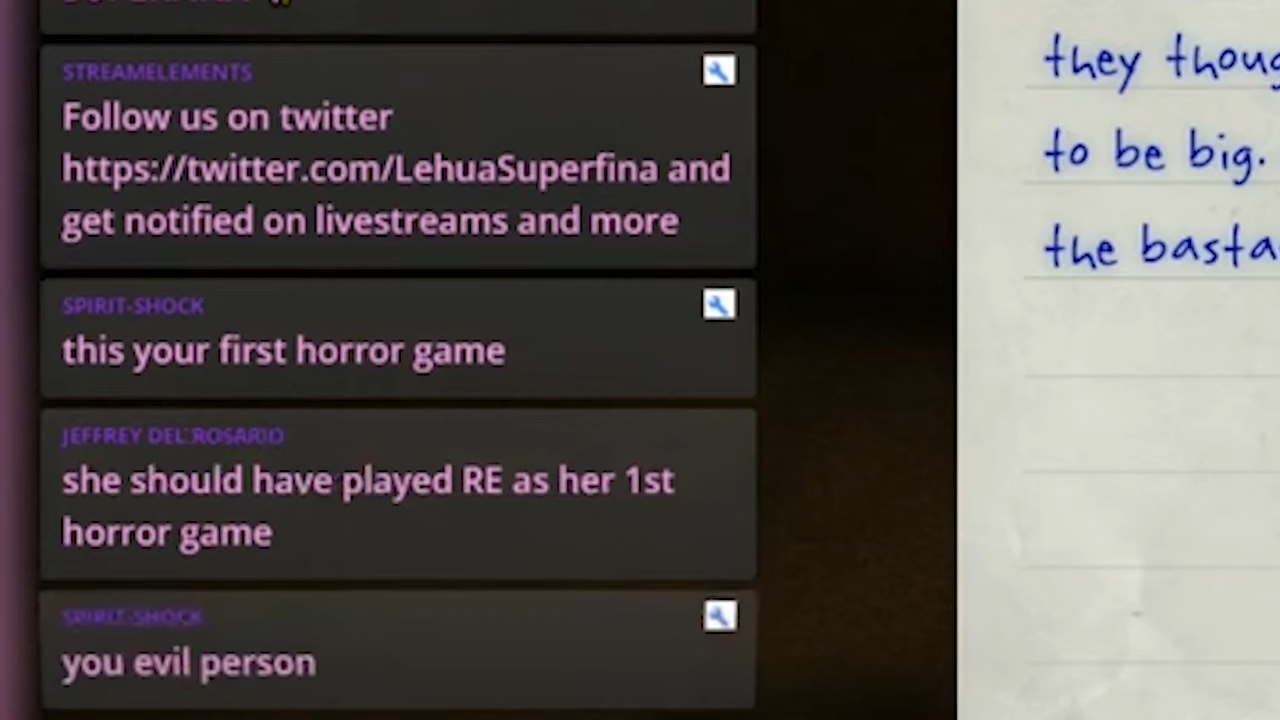 STREAMELEMENTS
Follow us on twitter
https://twitter.com/LehuaSuperfina and
get notified on livestreams and more
SPIRIT-SHOCK
this your first horror game
JEFFREY DEL ROSARIO
she should have played RE as her 1st
horror game
SPIRIT-SHOCK
you evil person
they
to be big.
the